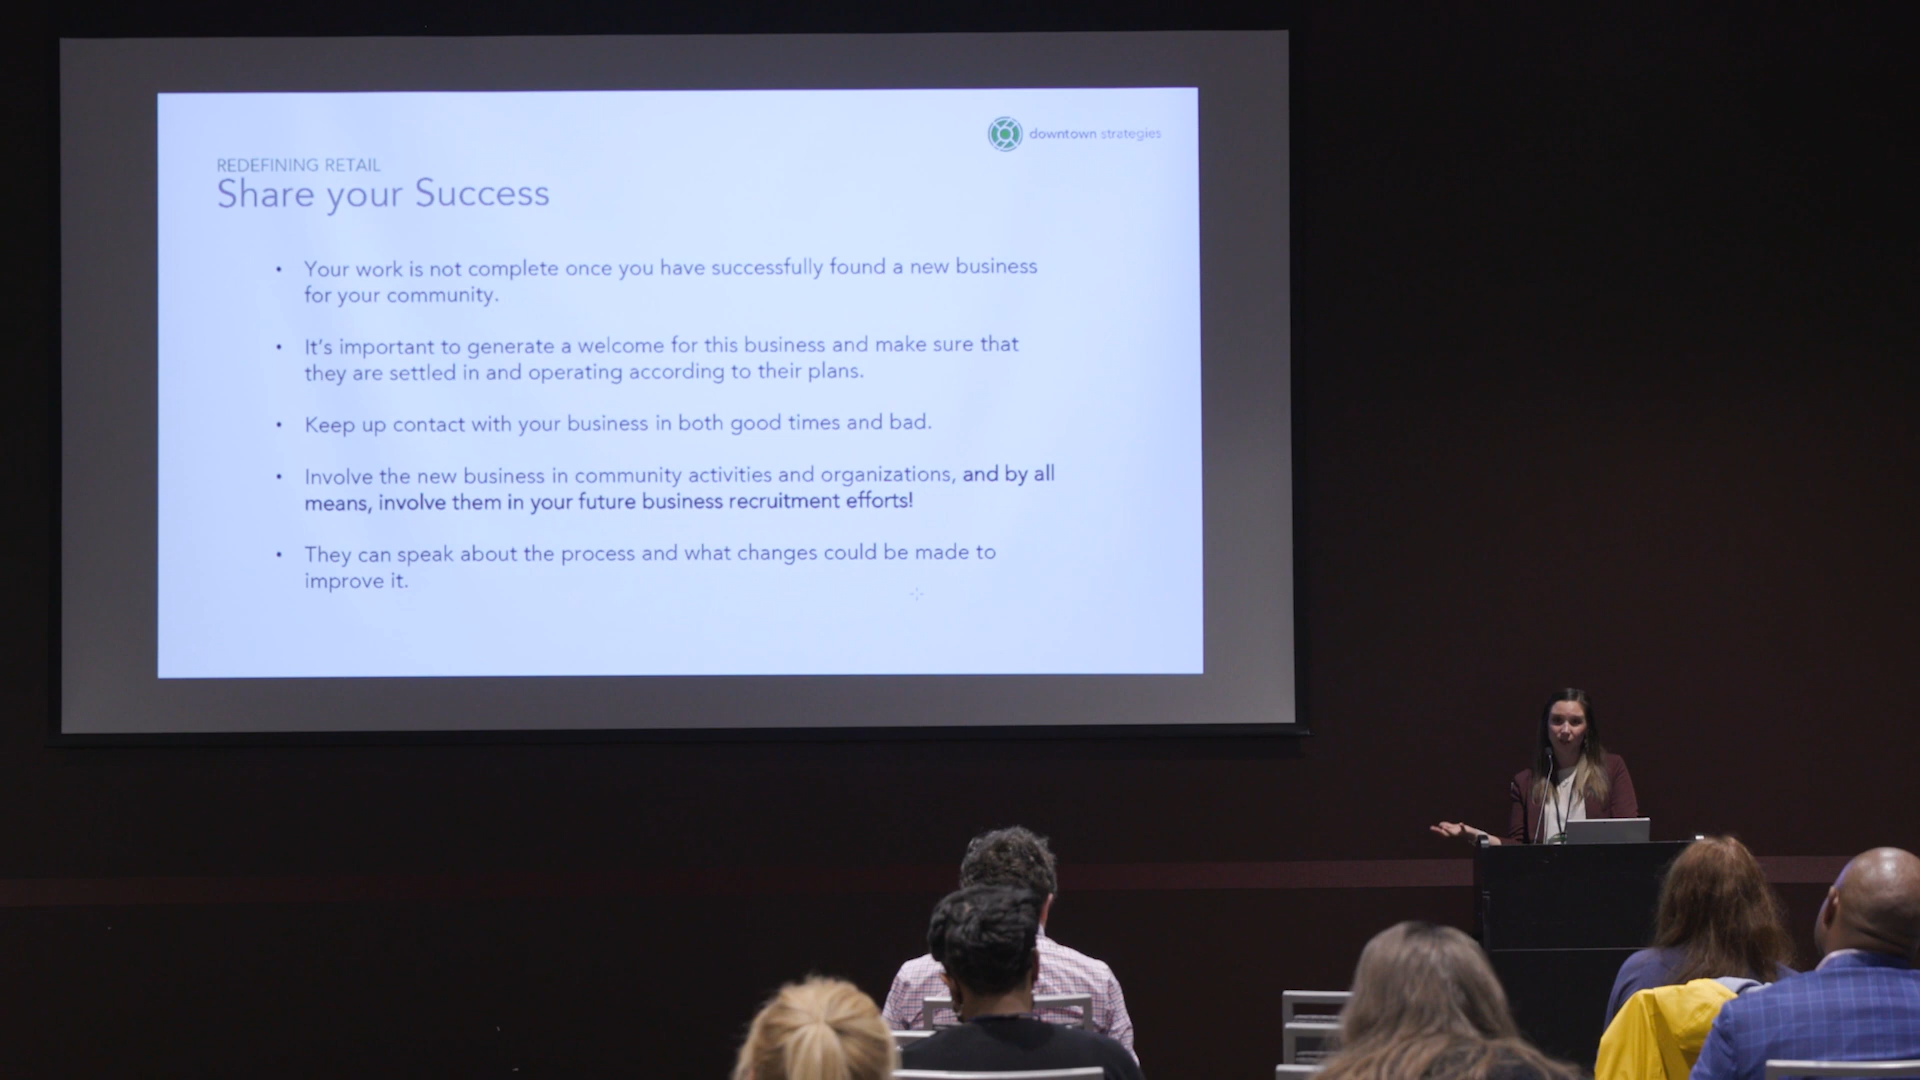 downtown strategies
REDEFINING RETAIL
Share your Success
• Your work is not complete once you have successfully found a new business
for your community.
• It's important to generate a welcome for this business and make sure that
they are settled in and operating according to their plans.
• Keep up contact with your business in both good times and bad.
• Involve the new business in community activities and organizations, and by all
means, involve them in your future business recruitment efforts!
• They can speak about the process and what changes could be made to
improve it.